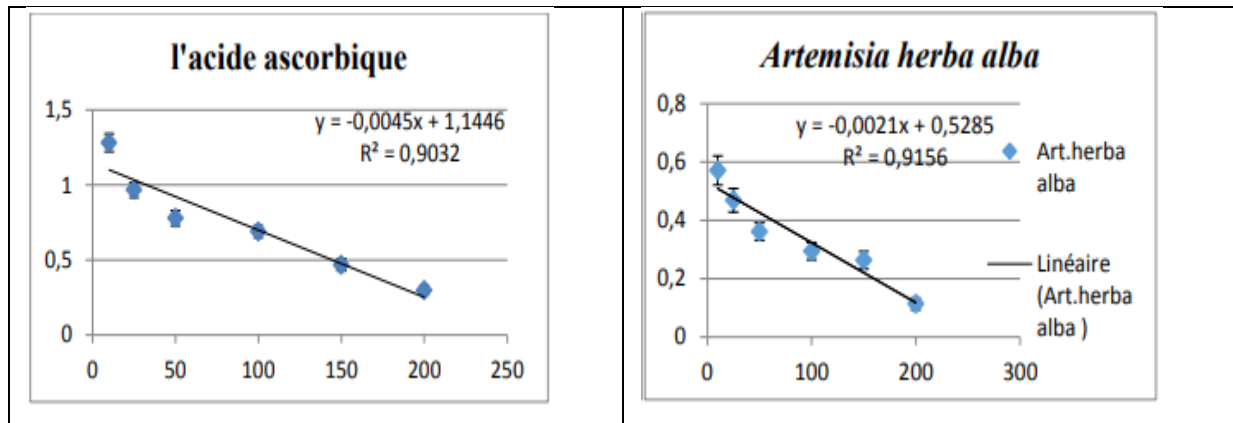 l'acide ascorbique
y = -0,0045x + 1,1446
R² = 0,9032
1,5
1
0,5
0
0 50 100 150 200 250
Artemisia herba alba
y = -0,0021x + 0,5285
R² = 0,9156
0,8
0,6
0,4
0,2
0
0 100 200 300
Art.herba
alba
Linéaire
(Art.herba
alba )